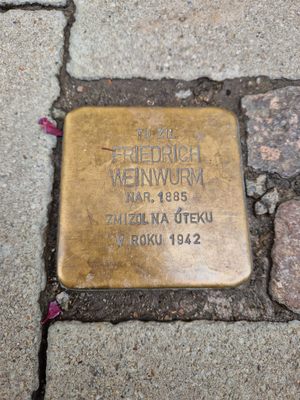 TU ŽIL
FRIEDRICH
WEINWURM
NAR. 1885
ZMIZOL NA ÚTEKU
V ROKU 1942